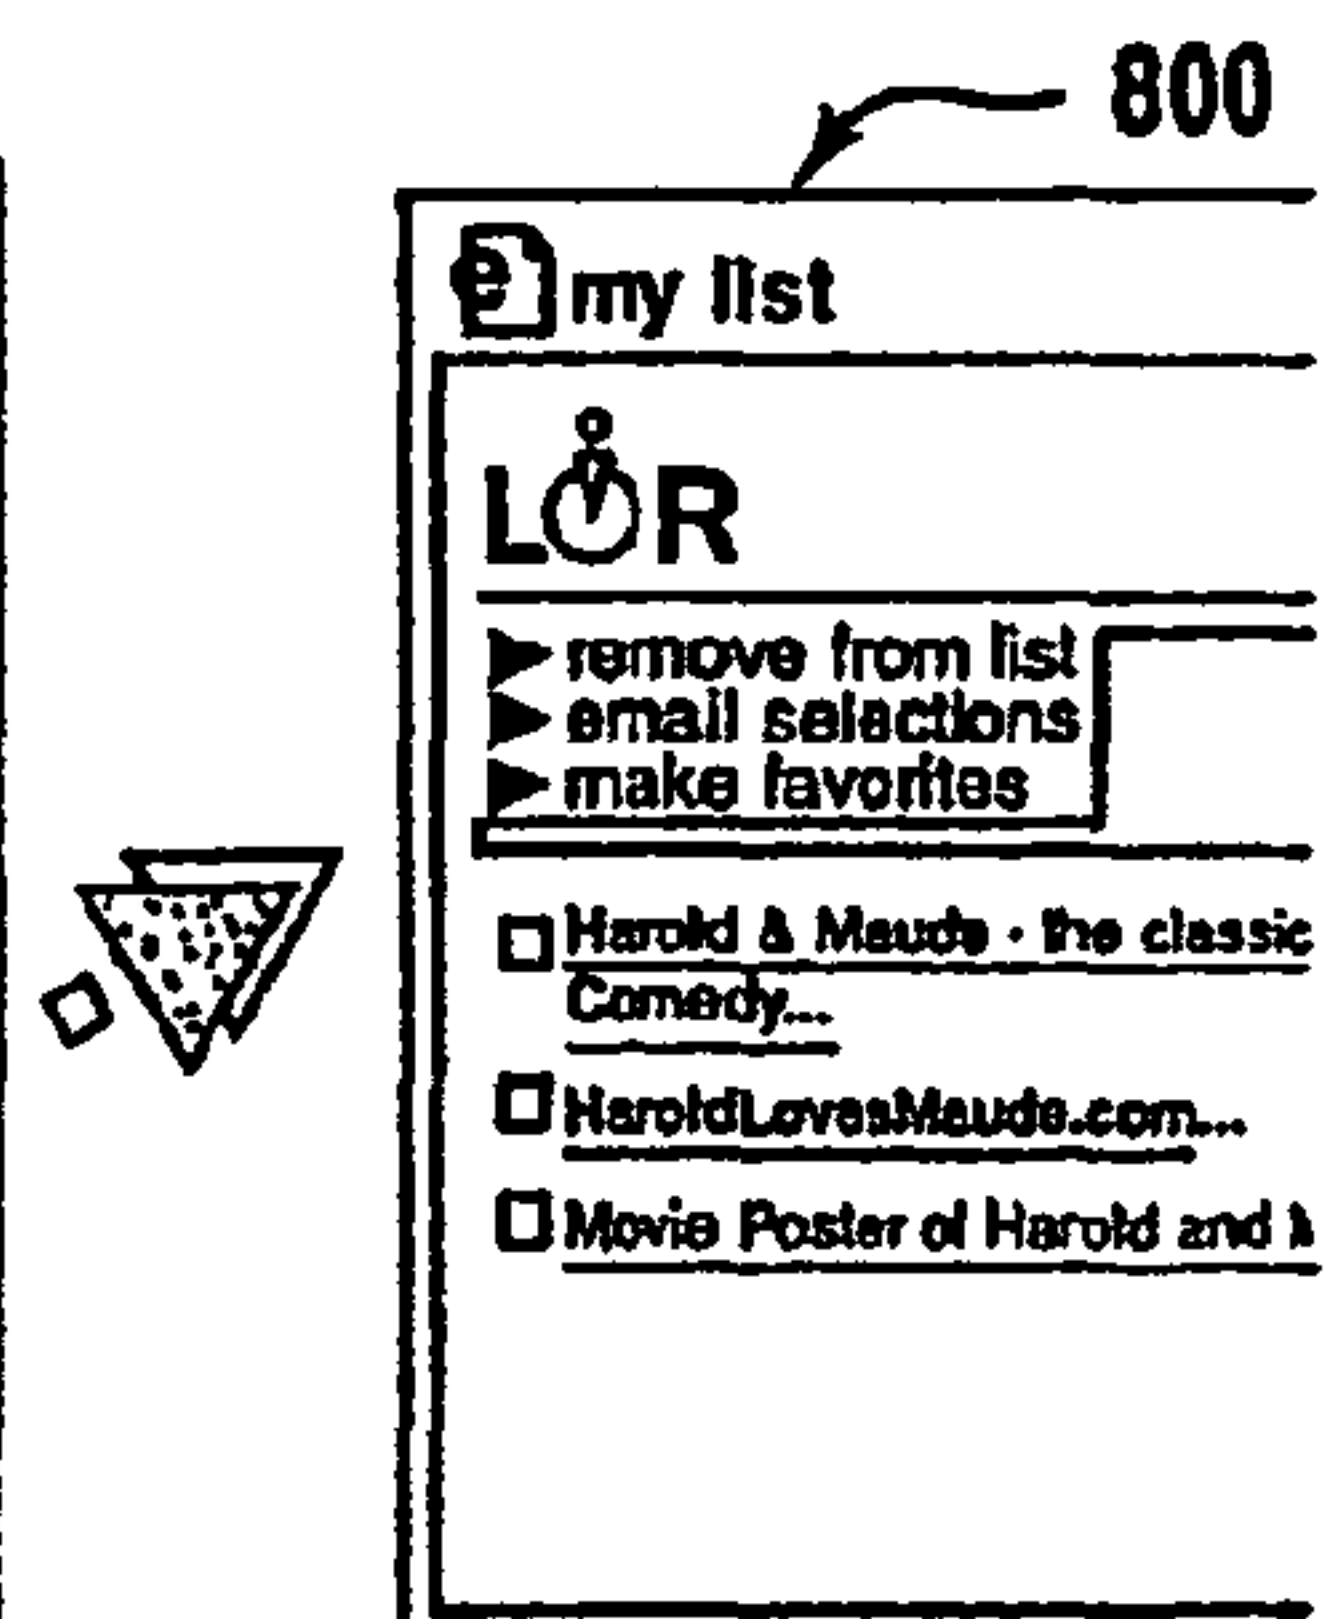 800
my list
LOR
remove from list
email selections
make favorites
Harold & Maude - the classic
Comedy...
HaroldLovesMaude.com...
Movie Poster of Harold and